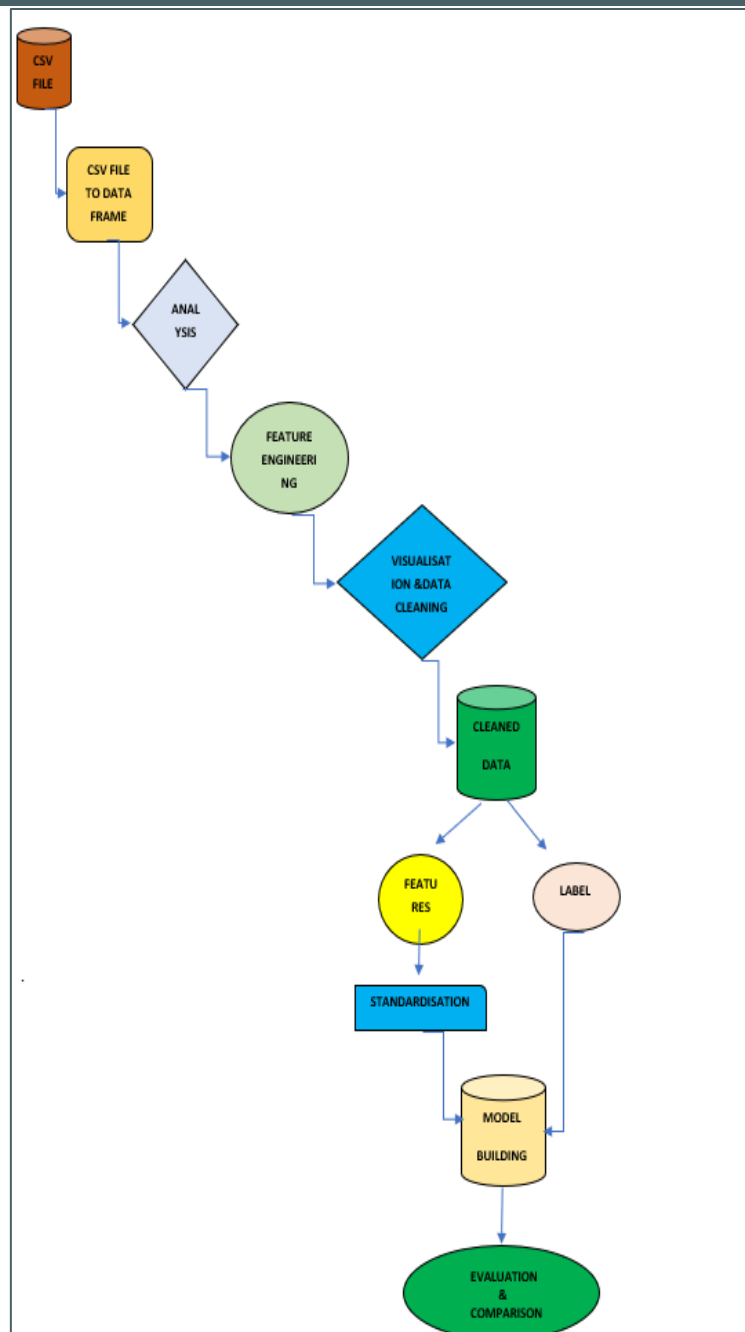 CSV
FILE
CSV FILE
TO DATA
FRAME
ANAL
YSIS
FEATURE
ENGINEERI
NG
VISUALISAT
ION &DATA
CLEANING
CLEANED
DATA
FEATU
RES
LABEL
.
STANDARDISATION
MODEL
BUILDING
EVALUATION
&
COMPARISON